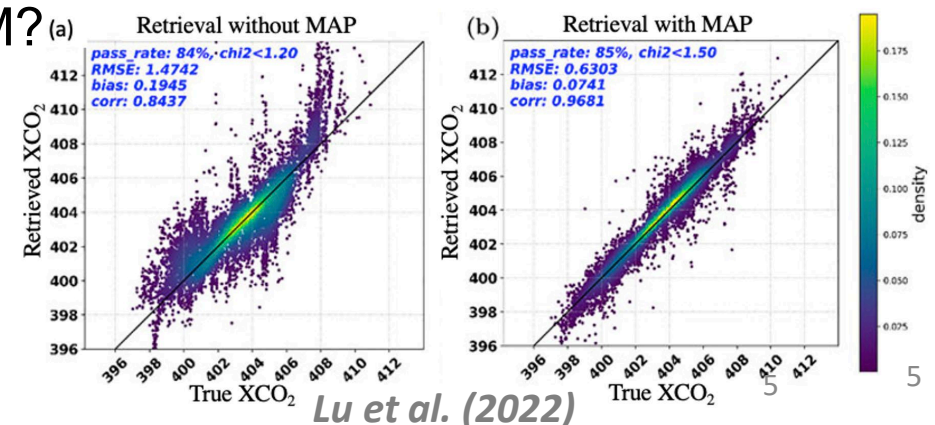 M?
(a)
Retrieval without MAP
pass_rate: 84%, chi2<1.20
RMSE: 1.4742
bias: 0.1945
corr: 0.8437
Retrieved XCO₂
412
410
408
406
404
402
400
398
396
396 398 400 402 404 406 408 410 412
True XCO₂
(b)
Retrieval with MAP
pass_rate: 85%, chi2<1.50
RMSE: 0.6303
bias: 0.0741
corr: 0.9681
Retrieved XCO₂
412
410
408
406
404
402
400
398
396
396 398 400 402 404 406 408 410 412
True XCO₂
0.175
0.150
0.125
0.100
0.075
0.050
0.025
density
5
5
Lu et al. (2022)